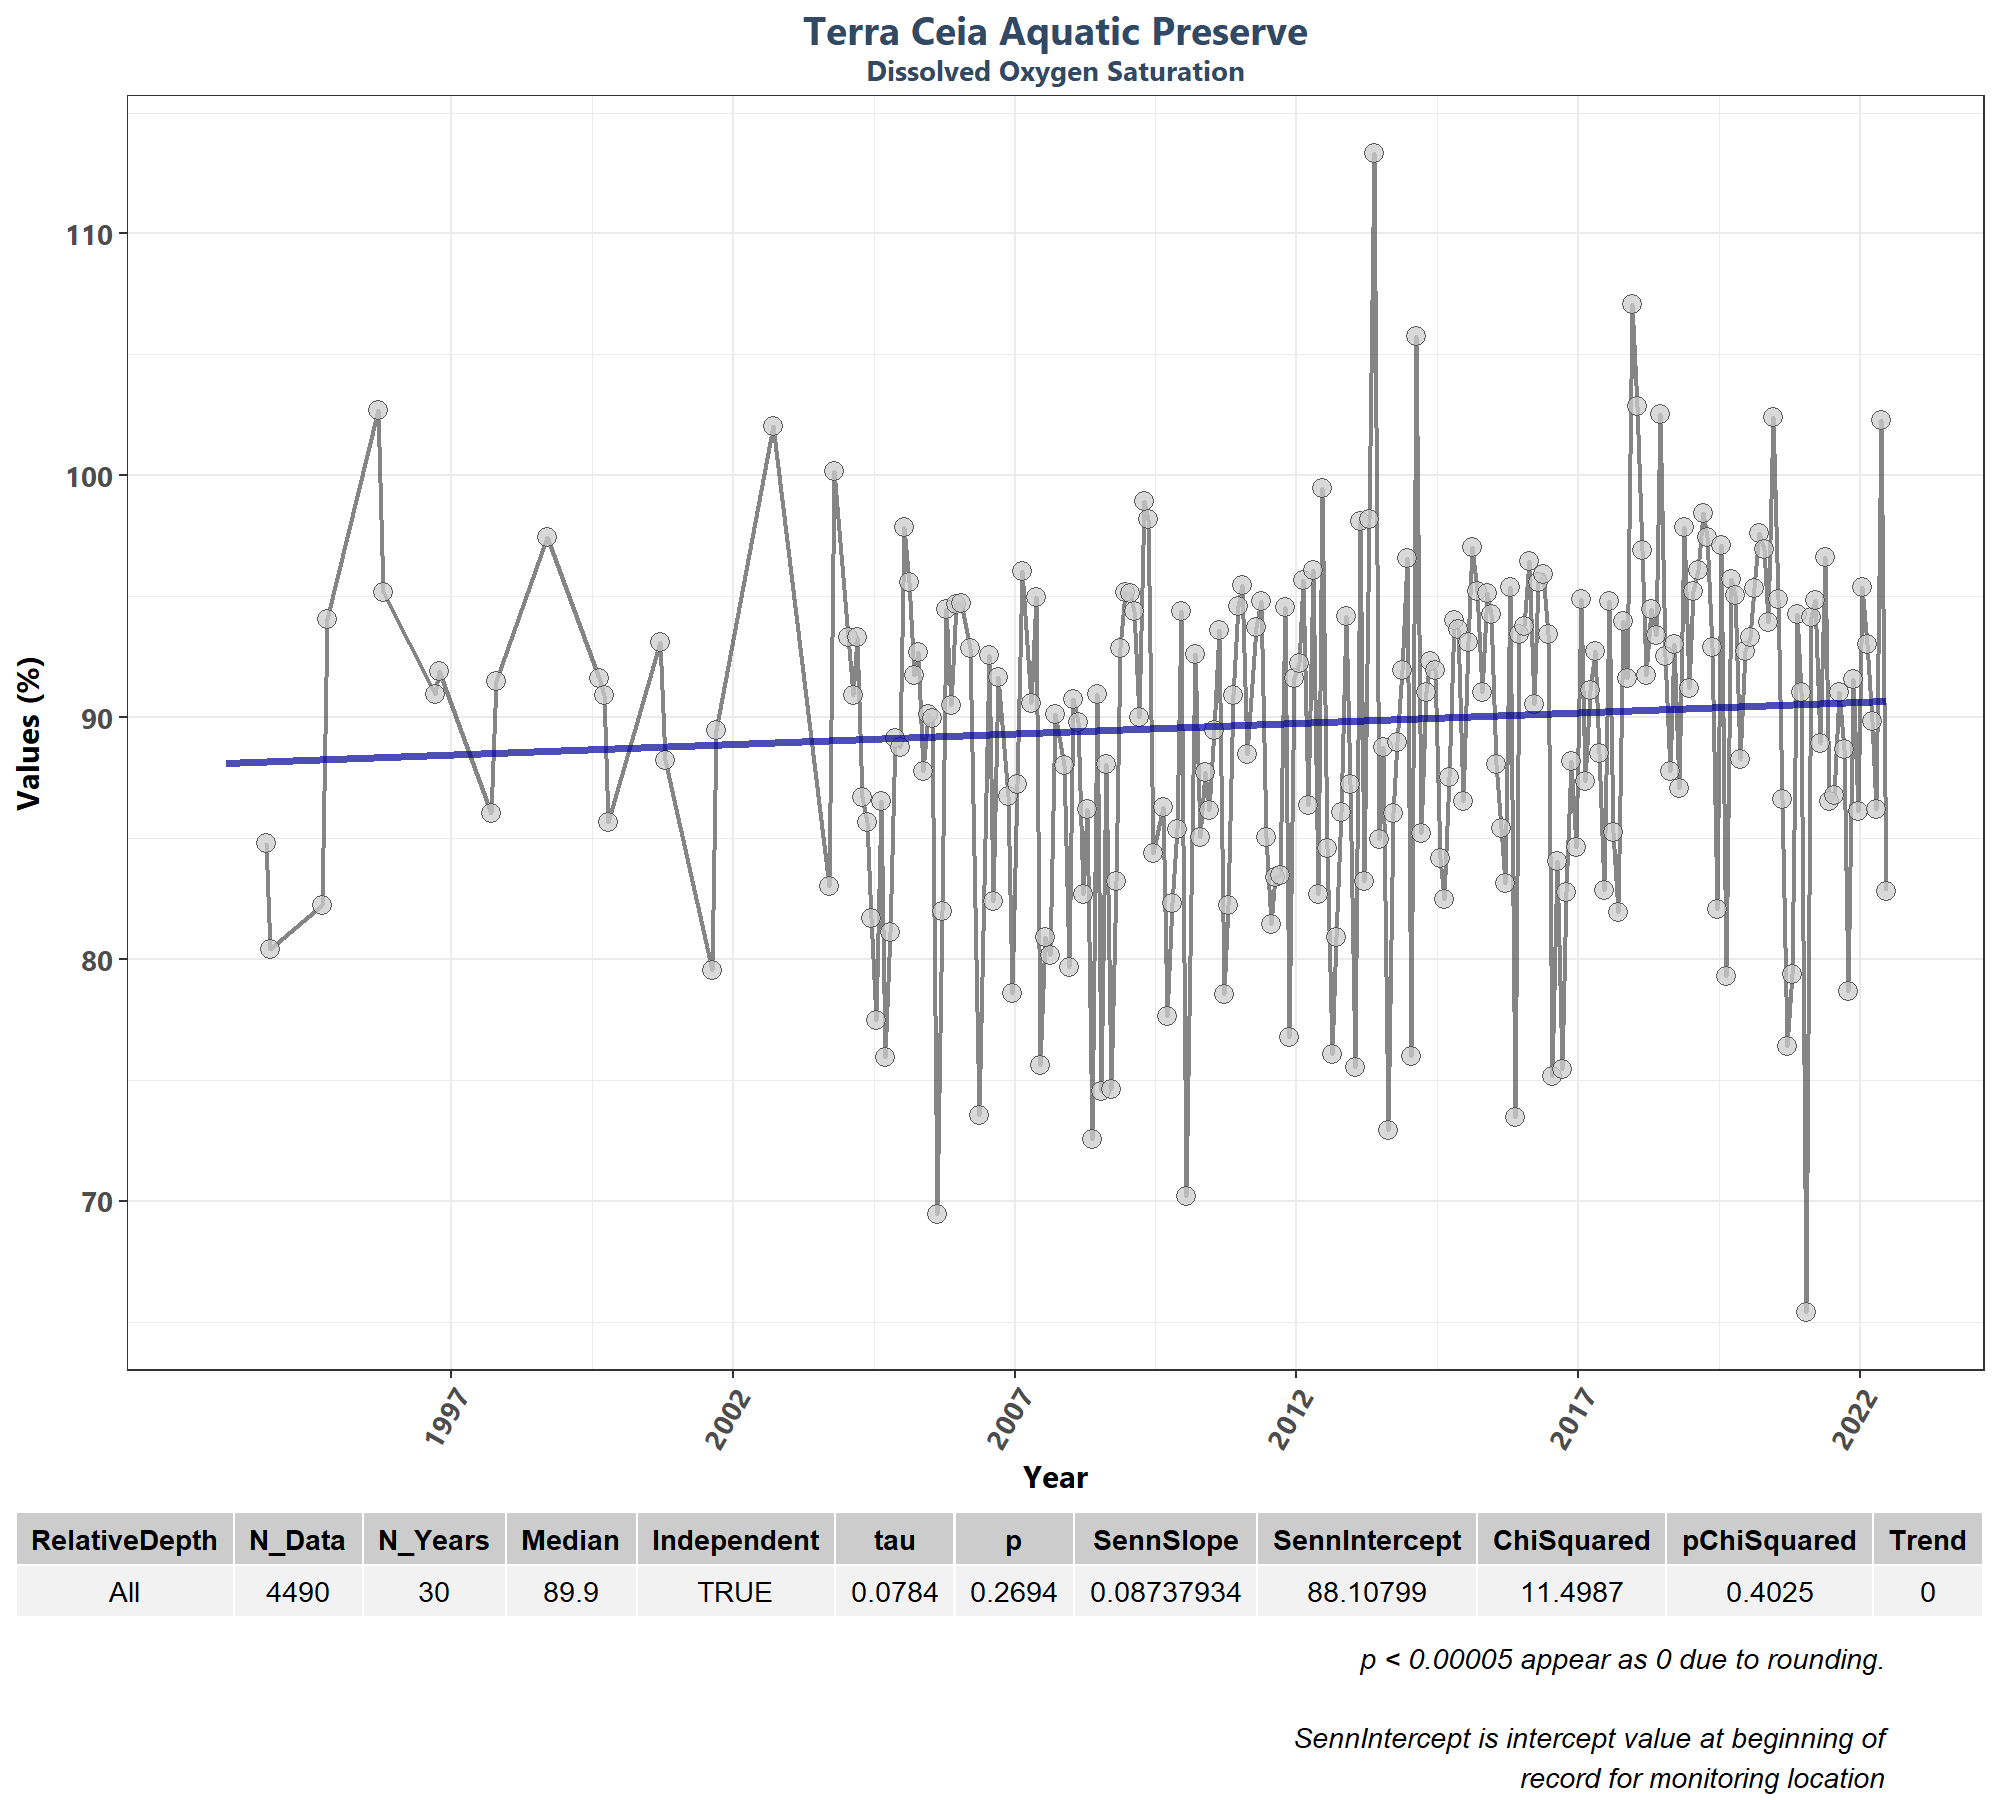 Terra Ceia Aquatic Preserve
Dissolved Oxygen Saturation
Values (%)
110
100
90
80
70
1997 2002 2007 2012 2017 2022
Year
RelativeDepth N_Data N_Years Median Independent tau p SennSlope SennIntercept ChiSquared pChiSquared Trend
All 4490 30 89.9 TRUE 0.0784 0.2694 0.08737934 88.10799 11.4987 0.4025 0
p < 0.00005 appear as 0 due to rounding.
SennIntercept is intercept value at beginning of
record for monitoring location